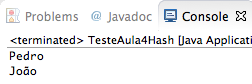 Problems @ Javadoc Console
<terminated> TesteAula4Hash [Java Applicati
Pedro
João